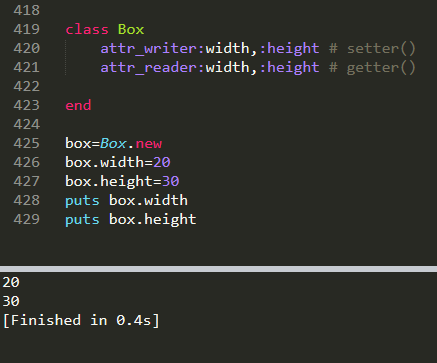 418
419 class Box
420 attr_writer:width,:height # setter()
421 attr_reader:width,:height # getter()
422
423 end
424
425 box=Box.new
426 box.width=20
427 box.height=30
428 puts box.width
429 puts box.height
20
30
[Finished in 0.4s]